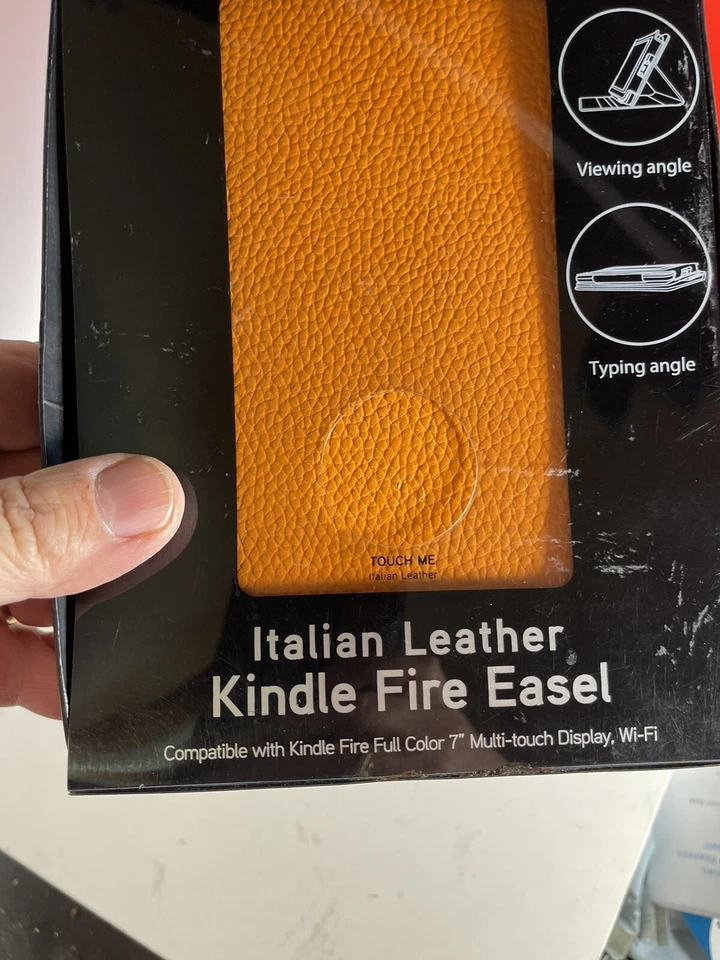 Viewing angle
Typing angle
TOUCH ME
Italian Leather
Italian Leather
Kindle Fire Easel
Compatible with Kindle Fire Full Color 7” Multi-touch Display, Wi-Fi